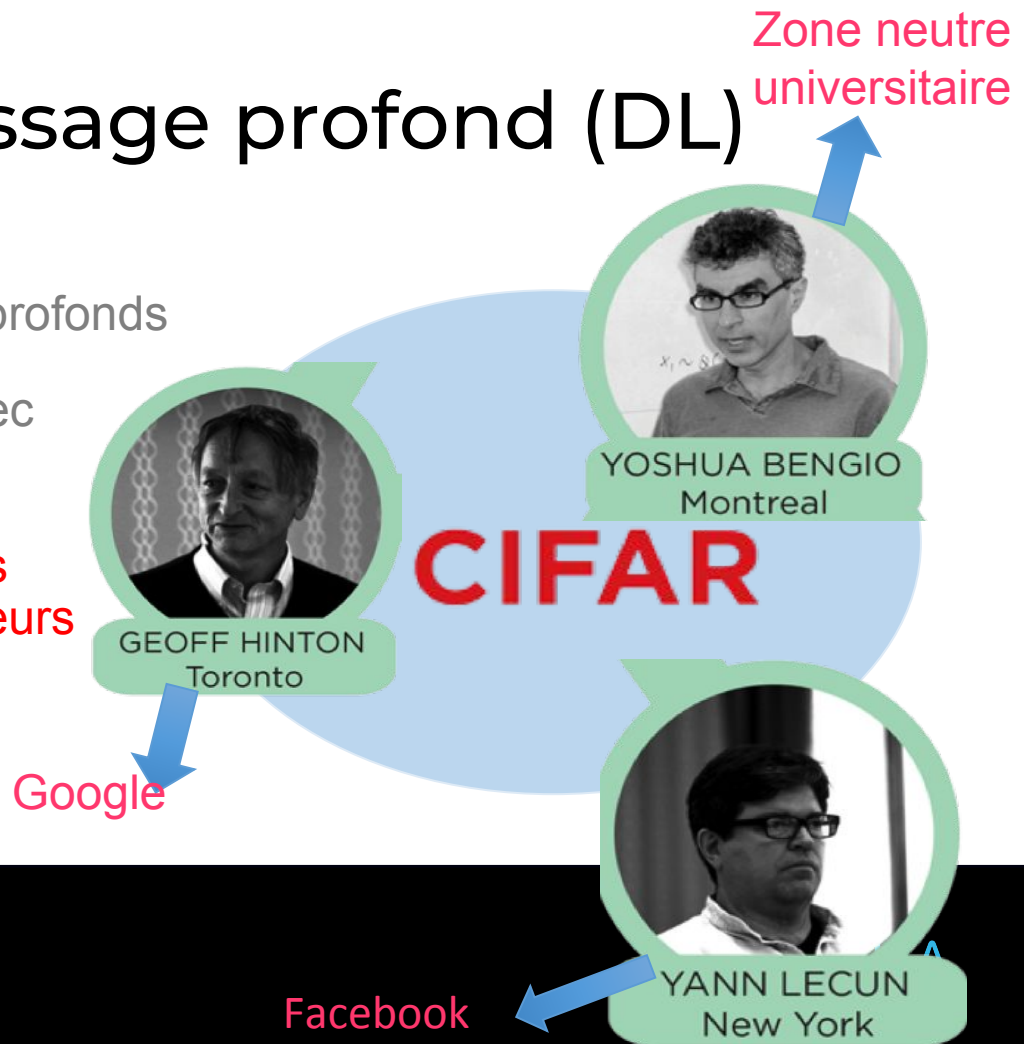 Zone neutre
universitaire
ssage profond (DL)
profonds
ec
YOSHUA BENGIO
Montreal
CIFAR
s
eurs
GEOFF HINTON
Toronto
Google
YANN LECUN
New York
Facebook